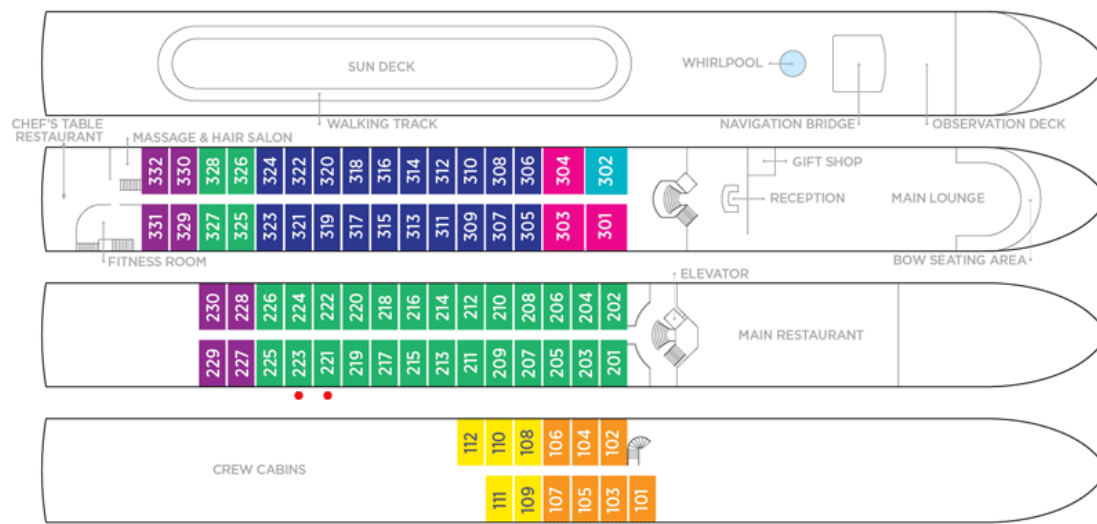 SUN DECK
WHIRLPOOL
CHEF'S TABLE
RESTAURANT
MASSAGE & HAIR SALON
WALKING TRACK
NAVIGATION BRIDGE
OBSERVATION DECK
332 330 328 326 324 322 320 318 316 314 312 310 308 306 304 302
GIFT SHOP
RECEPTION
MAIN LOUNGE
331 329 327 325 323 321 319 317 315 313 311 309 307 305 303 301
FITNESS ROOM
BOW SEATING AREA
ELEVATOR
230 228 226 224 222 220 218 216 214 212 210 208 206 204 202
MAIN RESTAURANT
229 227 225 223 221 219 217 215 213 211 209 207 205 203 201
112 110 108 106 104 102
CREW CABINS
111 109 107 105 103 101